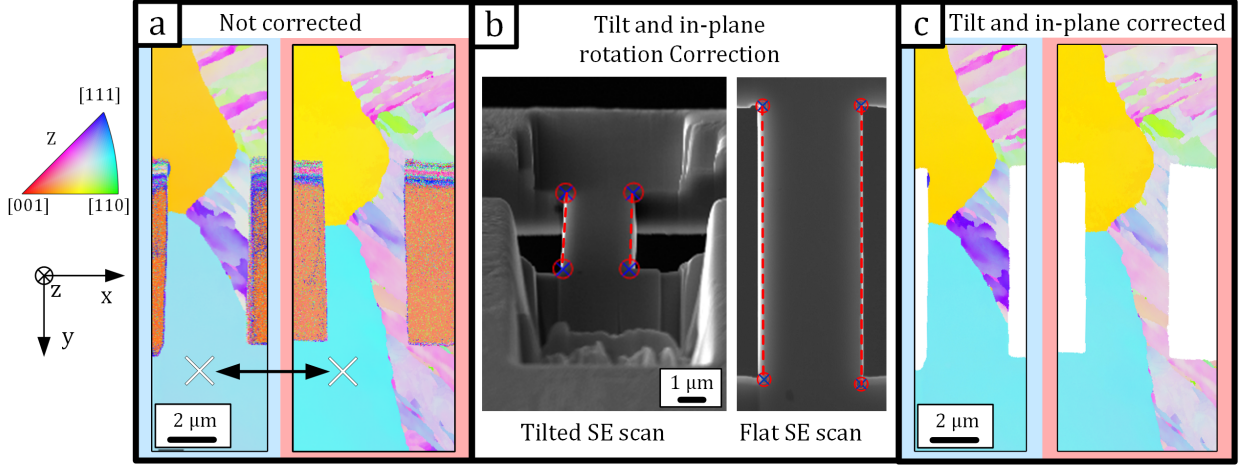 a
Not corrected
b
Tilt and in-plane
rotation Correction
c
Tilt and in-plane corrected
[111]
Z
[001]
[110]
z
x
y
2 μm
1 μm
Tilted SE scan
Flat SE scan
2 μm